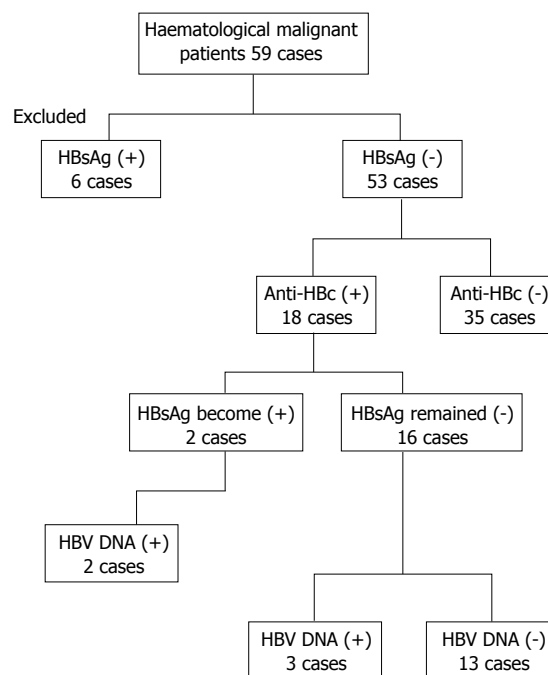 Haematological malignant
patients 59 cases
Excluded
HBsAg (+)
6 cases
HBsAg (-)
53 cases
Anti-HBc (+)
18 cases
Anti-HBc (-)
35 cases
HBsAg become (+)
2 cases
HBsAg remained (-)
16 cases
HBV DNA (+)
2 cases
HBV DNA (+)
3 cases
HBV DNA (-)
13 cases